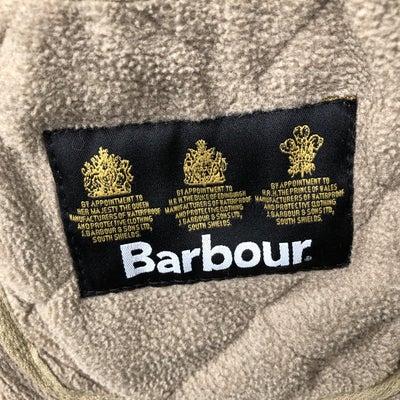 BY APPOINTMENT TO
HER MAJESTY THE QUEEN
MANUFACTURERS OF WATERPROOF
AND PROTECTIVE CLOTHING
J.BARBOUR & SONS LTD,
SOUTH SHIELDS.
BY APPOINTMENT TO
H.R.H THE DUKE OF EDINBURGH
MANUFACTURERS OF WATERPROOF
AND PROTECTIVE CLOTHING
J.BARBOUR & SONS LTD,
SOUTH SHIELDS.
BY APPOINTMENT TO
H.R.H. THE PRINCE OF WALES
MANUFACTURERS OF WATERPROOF
AND PROTECTIVE CLOTHING
J.BARBOUR & SONS LTD,
SOUTH SHIELDS.
Barbour®